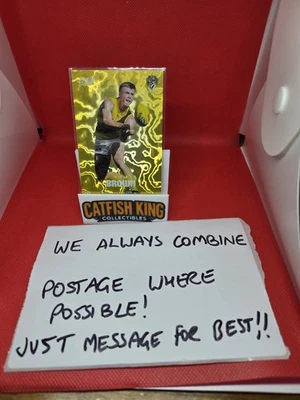 BROWN
CATFISH KING
COLLECTIBLES
WE ALWAYS COMBINE
POSTAGE WHERE
POSSIBLE!
JUST MESSAGE FOR BEST!!